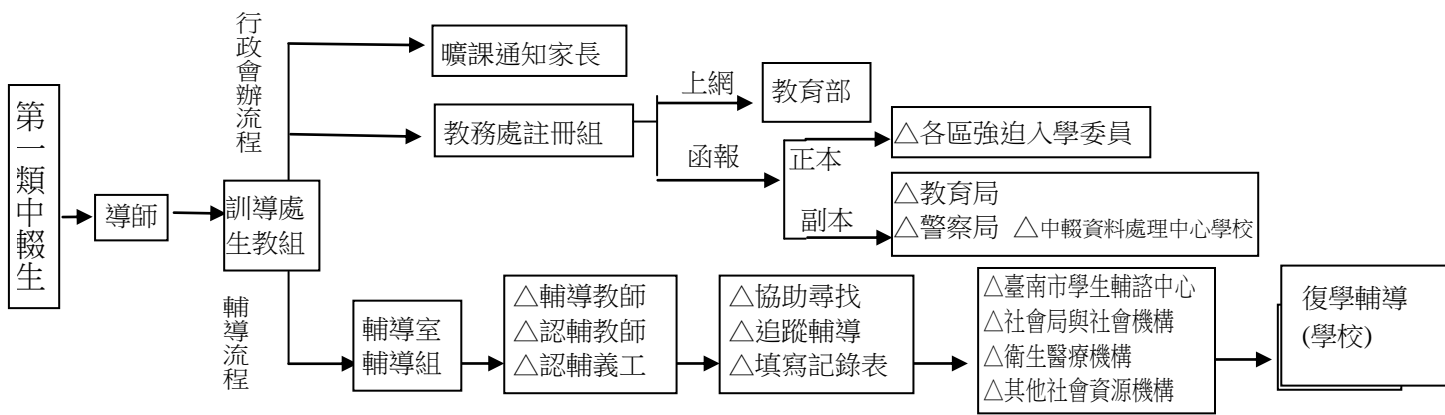 第一類中輟生
導師
訓導處
生教組
行政會辦流程
曠課通知家長
教務處註冊組
上網
教育部
函報
正本
△各區強迫入學委員
副本
△教育局
△警察局 △中輟資料處理中心學校
輔導流程
輔導室
輔導組
△輔導教師
△認輔教師
△認輔義工
△協助尋找
△追蹤輔導
△填寫記錄表
△臺南市學生輔諮中心
△社會局與社會機構
△衛生醫療機構
△其他社會資源機構
復學輔導
(學校)